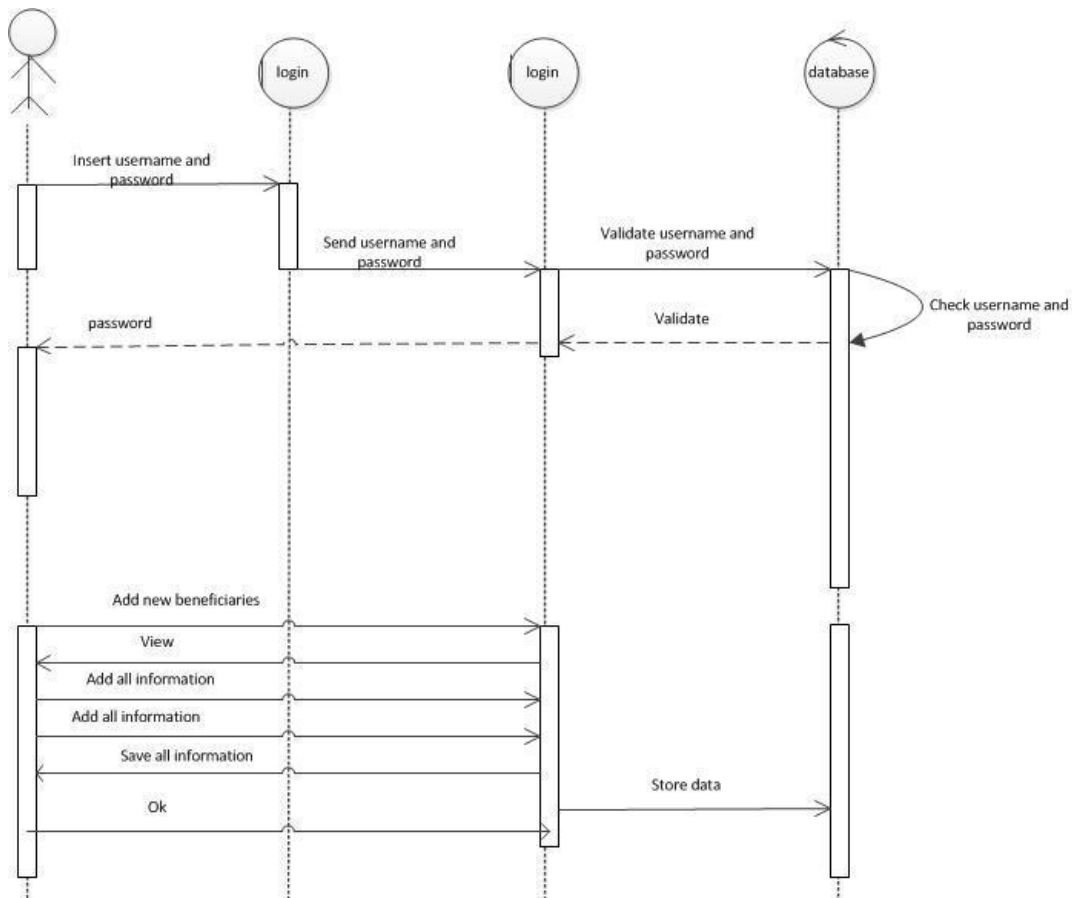 login
login
database
Insert username and
password
Send username and
password
Validate username and
password
Check username and
password
password
Validate
Add new beneficiaries
View
Add all information
Add all information
Save all information
Store data
Ok